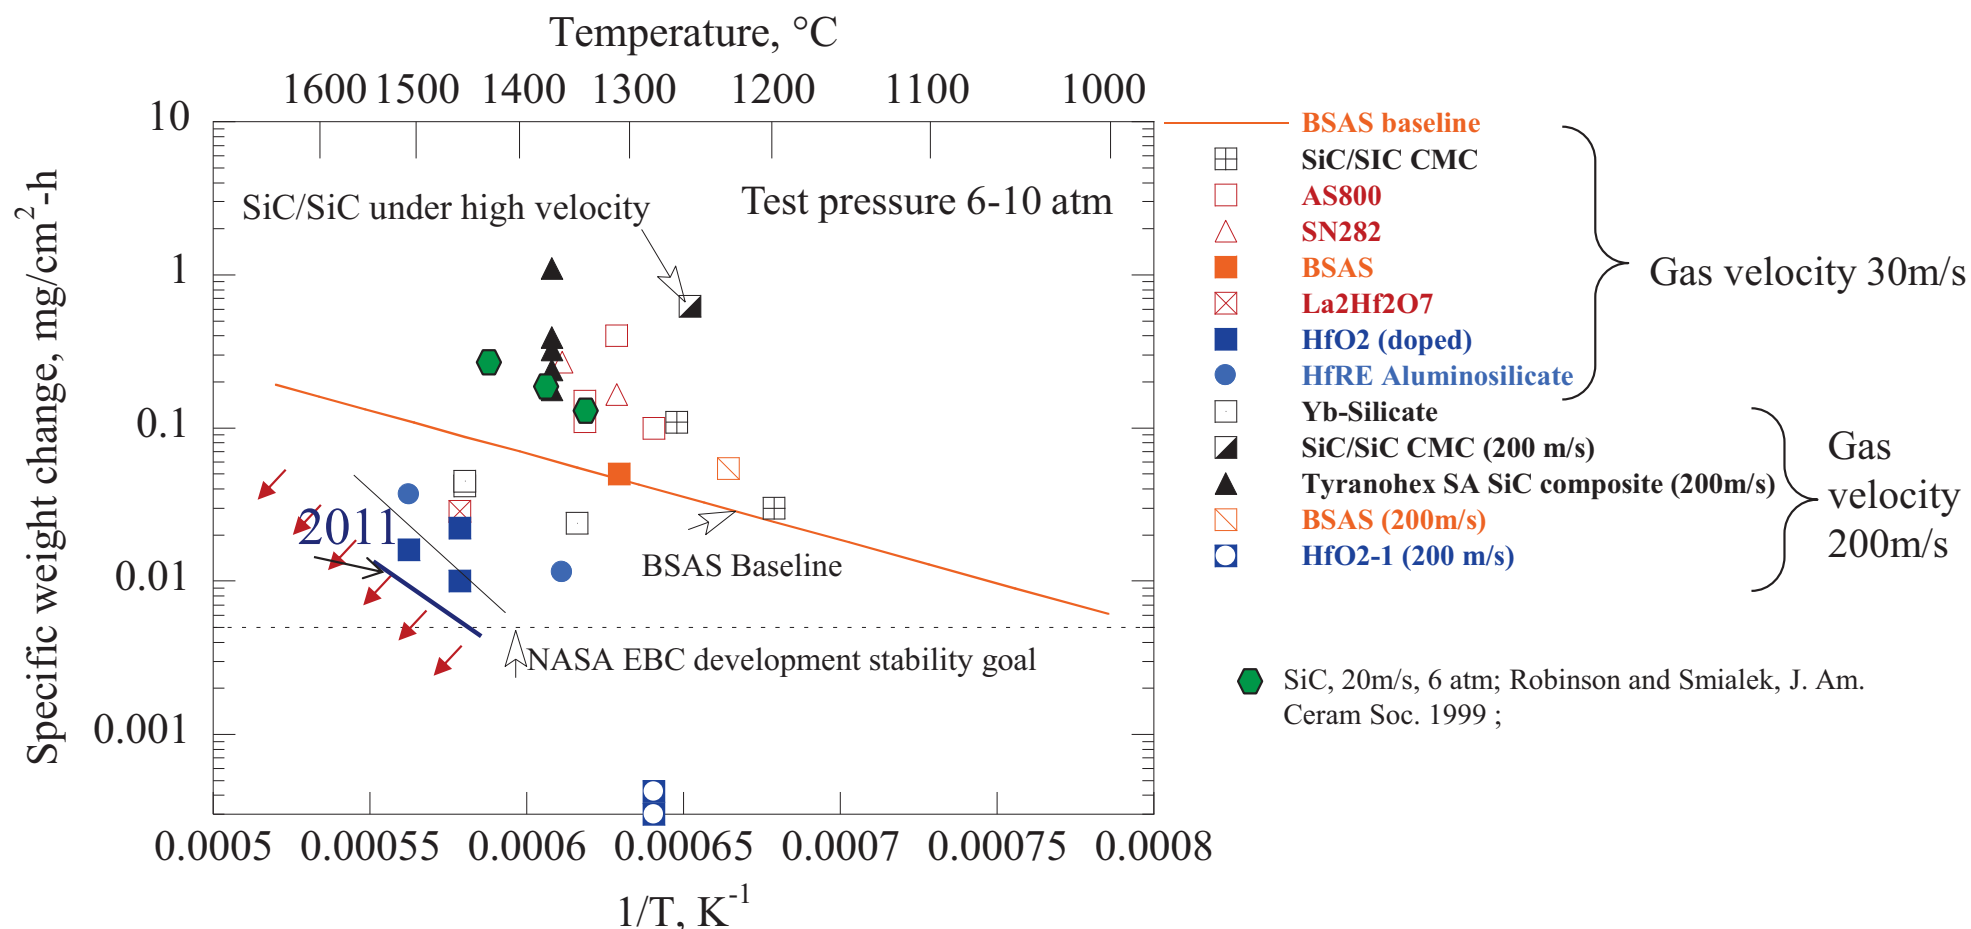 Temperature, °C
1600 1500 1400 1300 1200 1100 1000
Specific weight change, mg/cm²-h
10
1
0.1
0.01
0.001
SiC/SiC under high velocity
Test pressure 6-10 atm
2011
BSAS Baseline
NASA EBC development stability goal
0.0005 0.00055 0.0006 0.00065 0.0007 0.00075 0.0008
1/T, K⁻¹
BSAS baseline
SiC/SIC CMC
AS800
SN282
BSAS
La2Hf2O7
HfO2 (doped)
HfRE Aluminosilicate
Yb-Silicate
SiC/SiC CMC (200 m/s)
Tyranohex SA SiC composite (200m/s)
BSAS (200m/s)
HfO2-1 (200 m/s)
Gas velocity 30m/s
Gas
velocity
200m/s
SiC, 20m/s, 6 atm; Robinson and Smialek, J. Am.
Ceram Soc. 1999 ;